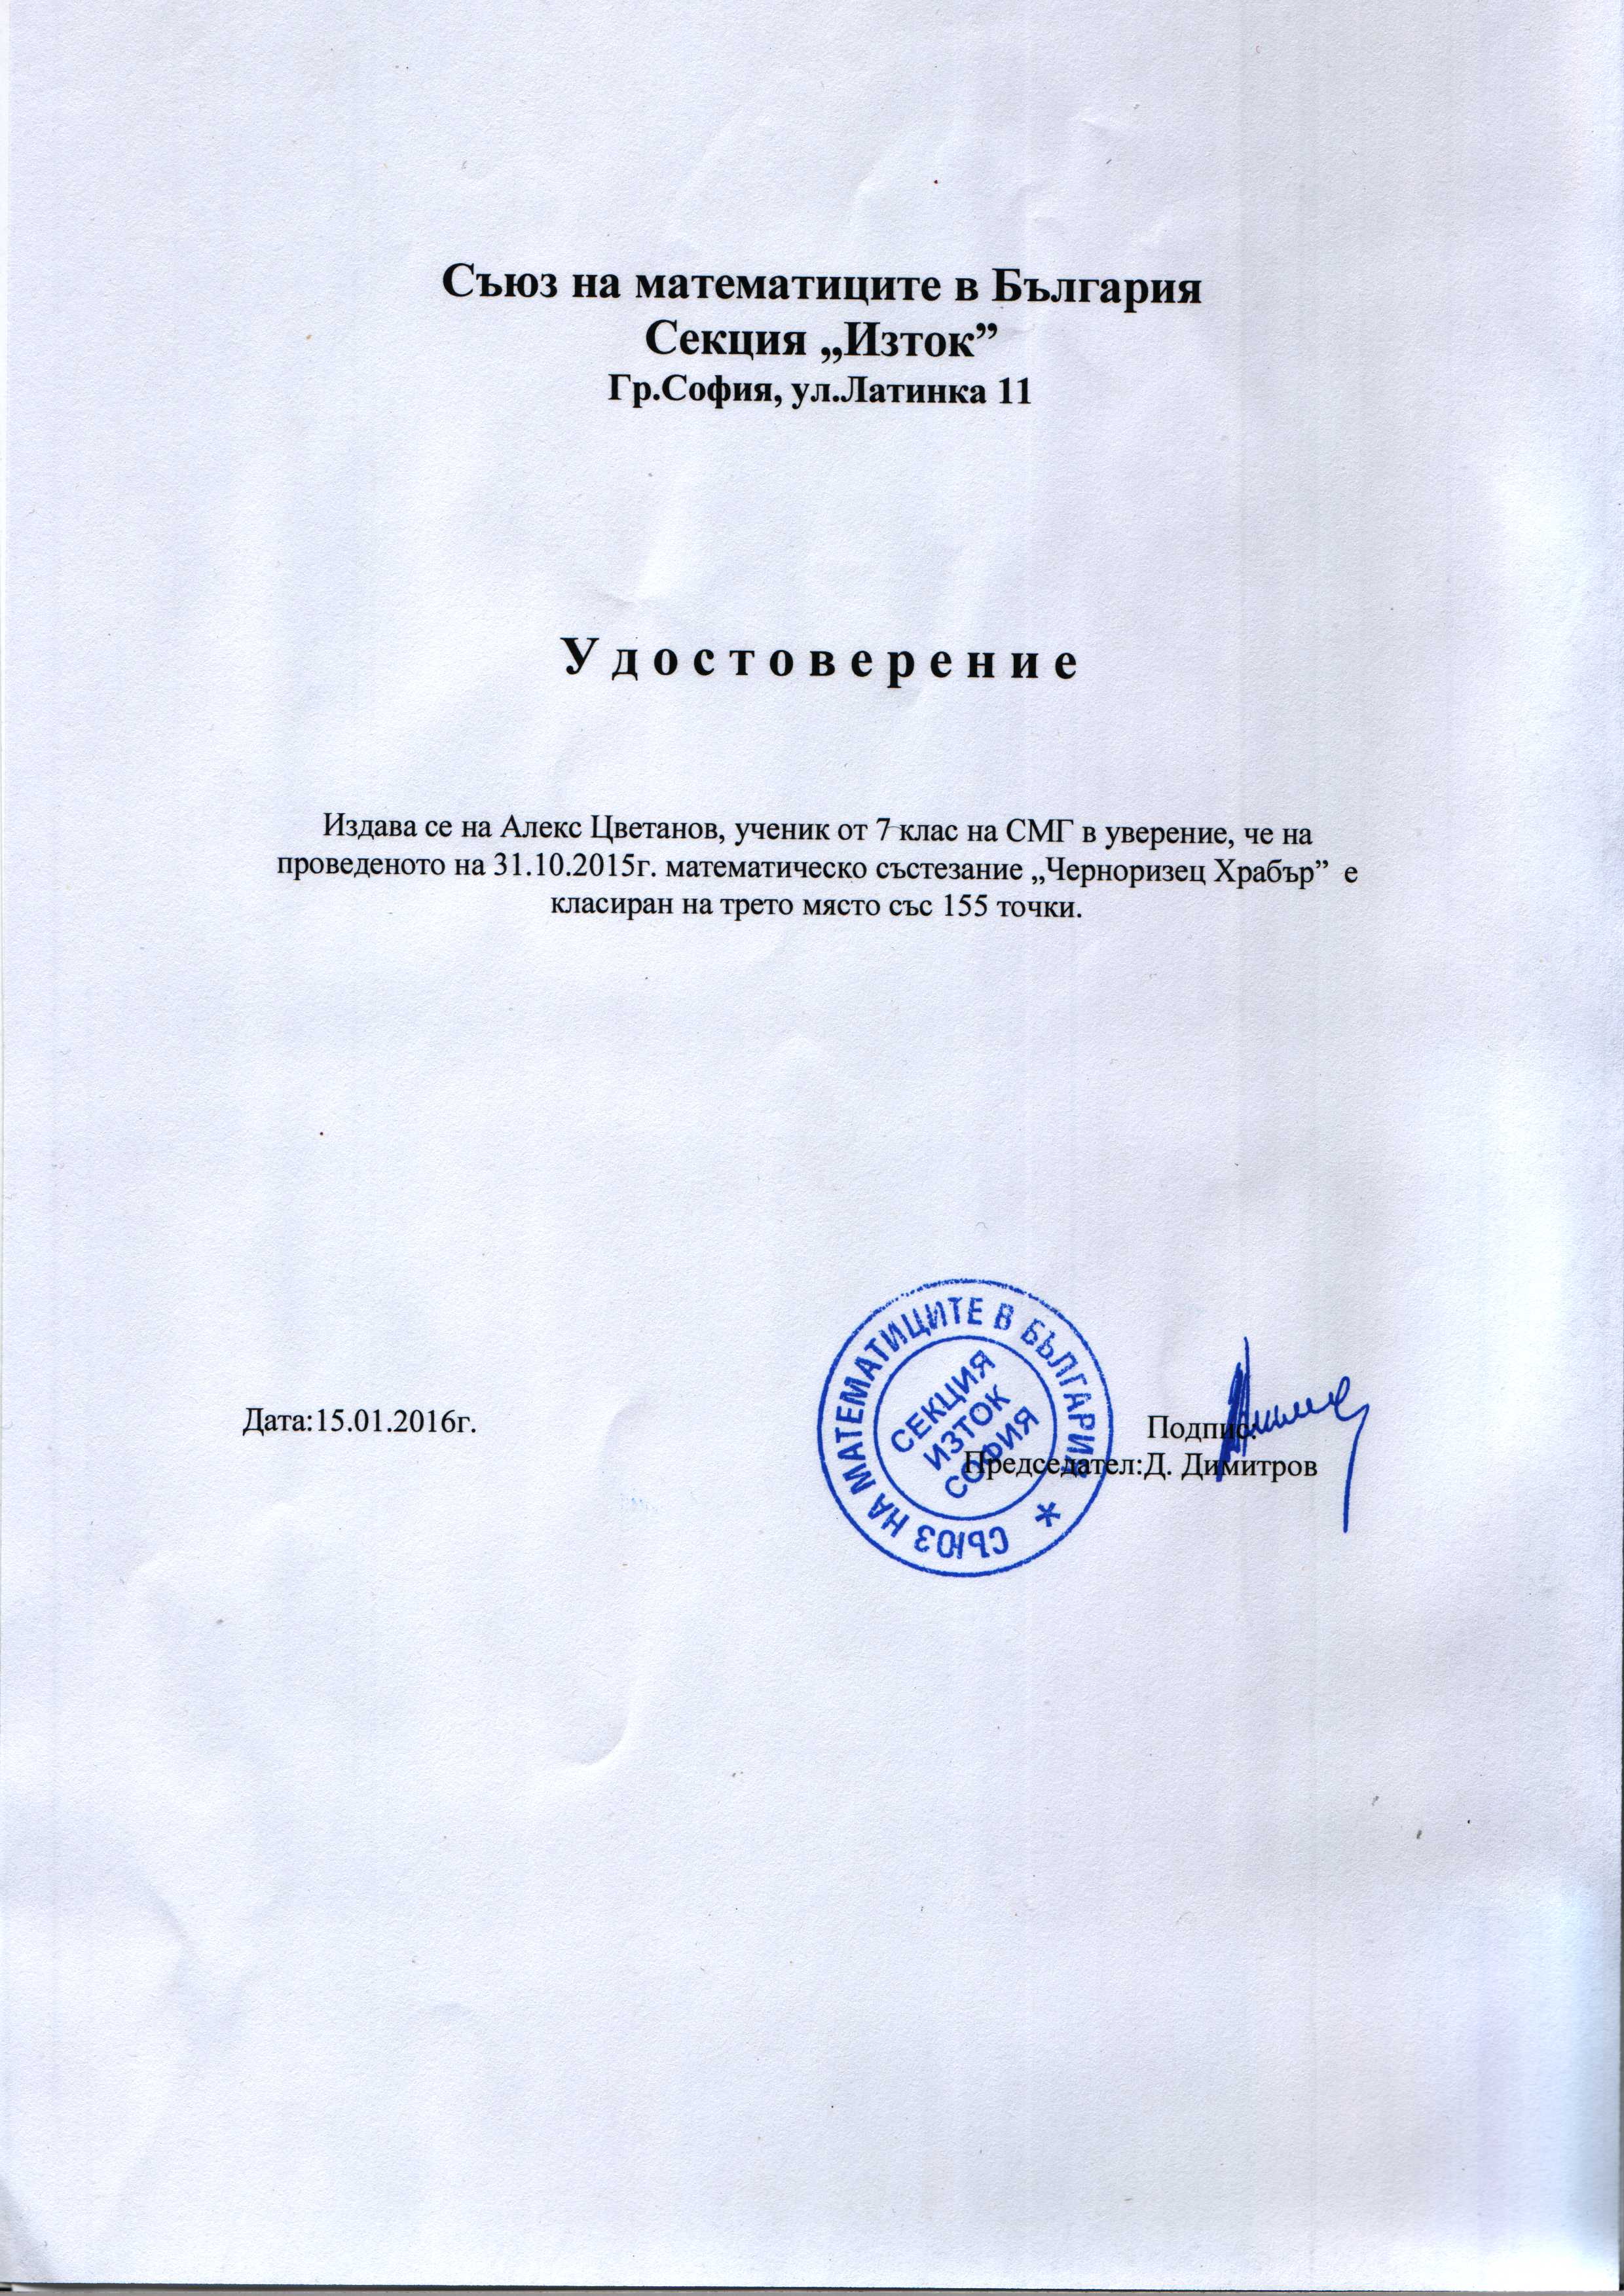 Съюз на математиците в България
Секция „Изток”
Гр.София, ул.Латинка 11
Удостоверение
Издава се на Алекс Цветанов, ученик от 7 клас на СМГ в уверение, че на
проведеното на 31.10.2015г. математическо състезание „Черноризец Храбър” е
класиран на трето място със 155 точки.
Дата:15.01.2016г.
Подпис:
Председател:Д. Димитров
СЪЮЗ НА МАТЕМАТИЦИТЕ В БЪЛГАРИЯ *
СЕКЦИЯ
ИЗТОК
СОФИЯ